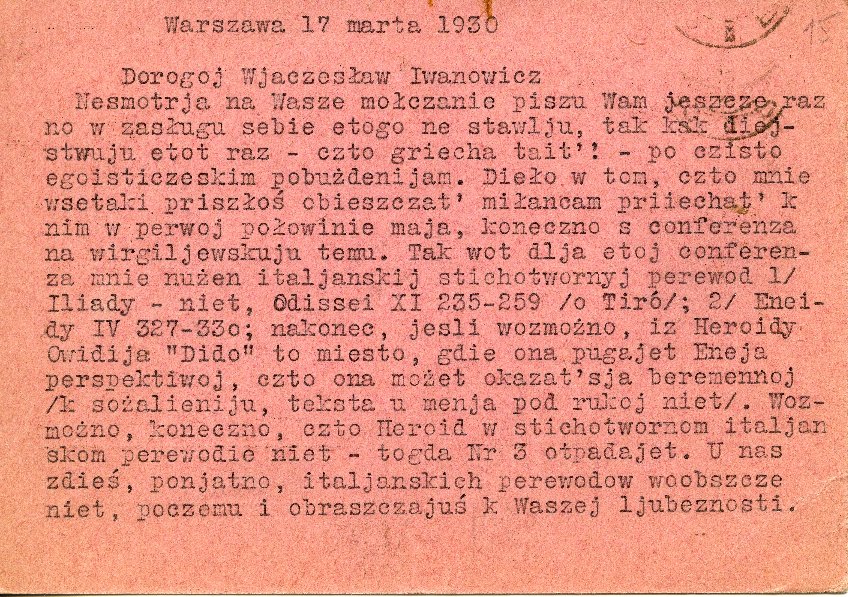 Warszawa 17 marta 1930
Dorogoj Wjaczesław Iwanowicz
Nesmotrja na Wasze mołczanie piszu Wam jeszcze raz
no w zasługu sebie etogo ne stawlju, tak kak diej-
stwuju etot raz - czto griecha tait'! - po czisto
egoisticzeskim pobużdenijam. Dieło w tom, czto mnie
wsetaki priszłoś obieszczat' miłancam priiechat' k
nim w perwoj połowinie maja, koneczno s conferenza
na wirgiljewskuju temu. Tak wot dlja etoj conferen-
za mnie nużen italjanskij stichotwornyj perewod 1/
Iliady - niet, Odissei XI 235-259 /o Tiró/; 2/ Enei-
dy IV 327-330; nakonec, jesli wozmożno, iz Heroidy
Owidija "Dido" to miesto, gdie ona pugajet Eneja
perspektiwoj, czto ona możet okazat'sja beremennoj
/k sożalieniju, teksta u menja pod rukoj niet/. Woz-
możno, koneczno, czto Heroid w stichotwornom italjan
skom perewodie niet - togda Nr 3 otpadajet. U nas
zdieś, ponjatno, italjanskich perewodow woobszcze
niet, poczemu i obraszczajuś k Waszej ljubeznosti.
15